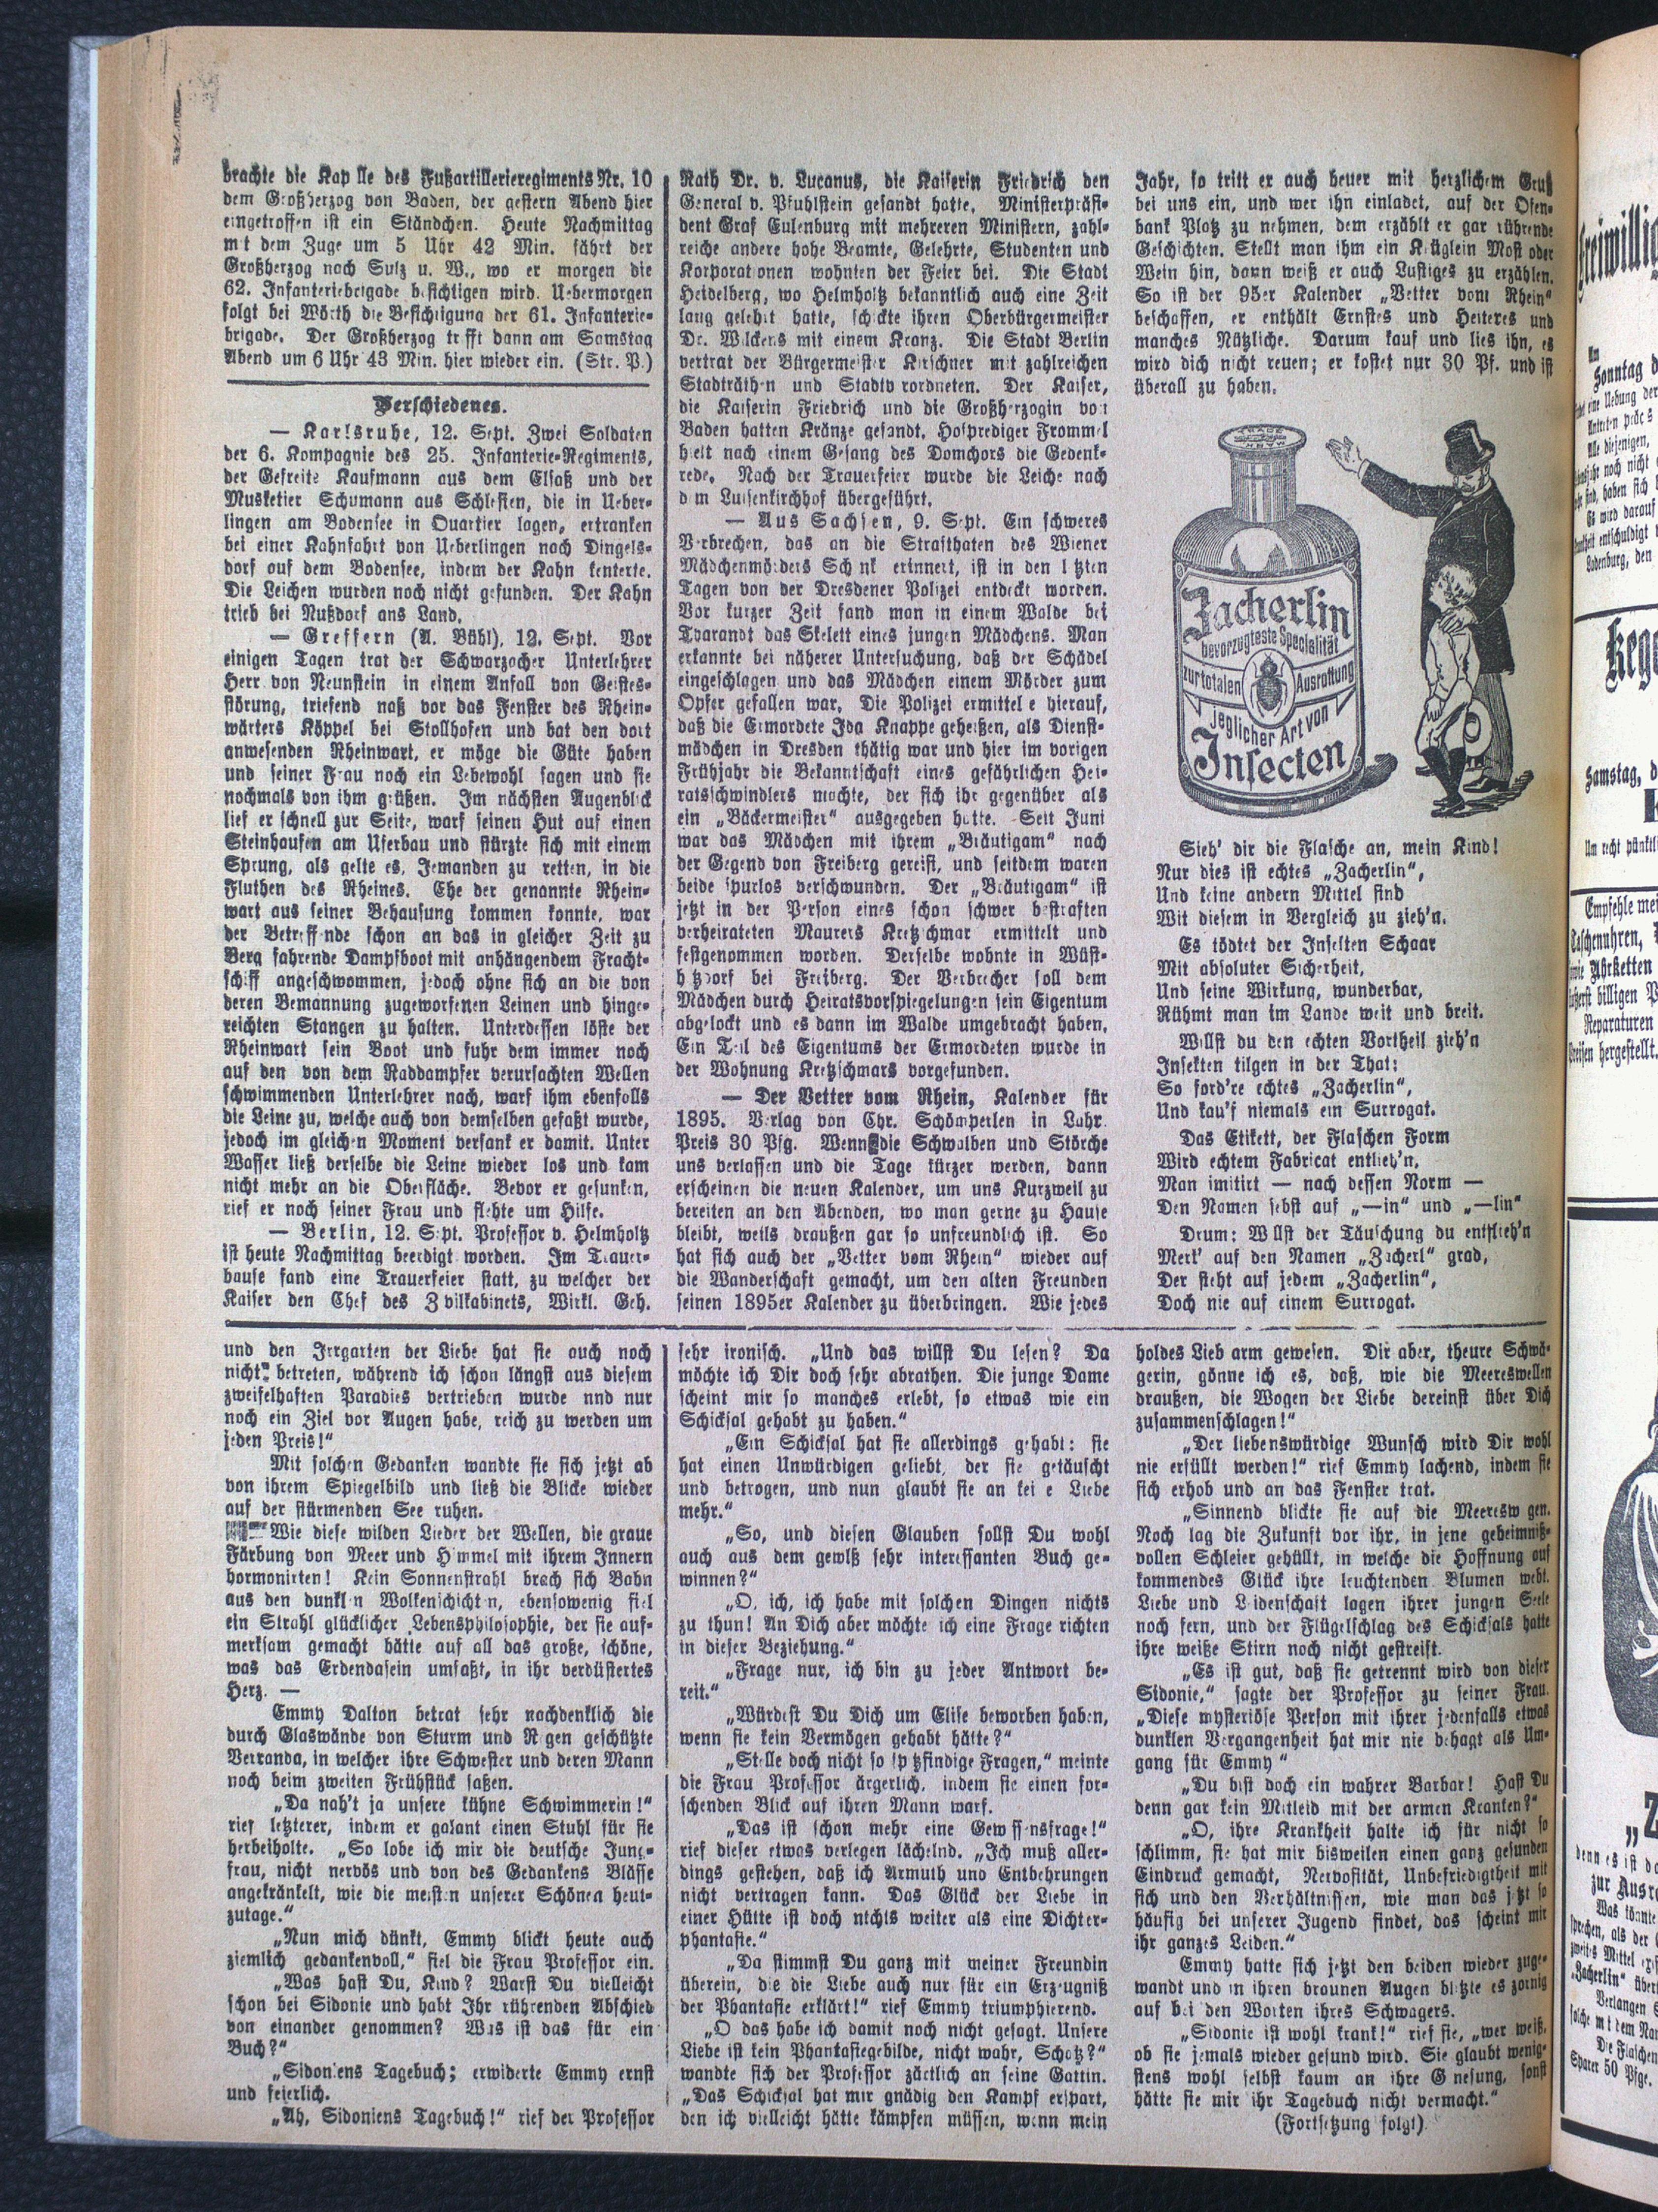 brachte die Kap lle des Fußartillerieregiments Nr. 10
dem Großherzog von Baden, der gestern Abend hier
eingetroffen ist ein Ständchen. Heute Nachmittag
m t dem Zuge um 5 Uhr 42 Min. fährt der
Großherzog nach Sulz u. W., wo er morgen die
62. Infanteriebrigade besichtigen wird. Uebermorgen
folgt bei Wörth die Besichtigung der 61. Infanterie-
brigade. Der Großherzog tr fft dann am Samstag
Abend um 6 Uhr 43 Min. hier wieder ein. (Str. P.)
Verschiedenes.
— Karlsruhe, 12. Sept. Zwei Soldaten
der 6. Kompagnie des 25. Infanterie-Regiments,
der Gefreite Kaufmann aus dem Elsaß und der
Musketier Schumann aus Schlesien, die in Ueber-
lingen am Bodensee in Quartier lagen, ertranken
bei einer Kahnfahrt von Ueberlingen nach Dingels-
dorf auf dem Bodensee, indem der Kahn kenterte.
Die Leichen wurden noch nicht gefunden. Der Kahn
trieb bei Nußdorf ans Land.
— Greffern (A. Bühl), 12. Sept. Vor
einigen Tagen trat der Schwarzacher Unterlehrer
Herr von Neunstein in einem Anfall von Geistes-
störung, triefend naß vor das Fenster des Rhein-
wärters Köppel bei Stollhofen und bat den dort
anwesenden Rheinwart, er möge die Güte haben
und seiner Frau noch ein Lebewohl sagen und sie
nochmals von ihm grüßen. Im nächsten Augenblick
lief er schnell zur Seite, warf seinen Hut auf einen
Steinhaufen am Uferbau und stürzte sich mit einem
Sprung, als gelte es, Jemanden zu retten, in die
Fluthen des Rheines. Ehe der genannte Rhein-
wart aus seiner Behausung kommen konnte, war
der Betreffende schon an das in gleicher Zeit zu
Berg fahrende Dampfboot mit anhängendem Fracht-
schiff angeschwommen, jedoch ohne sich an die von
deren Bemannung zugeworfenen Leinen und hinge-
reichten Stangen zu halten. Unterdessen löste der
Rheinwart sein Boot und fuhr dem immer noch
auf den von dem Raddampfer verursachten Wellen
schwimmenden Unterlehrer nach, warf ihm ebenfalls
die Leine zu, welche auch von demselben gefaßt wurde,
jedoch im gleichen Moment versank er damit. Unter
Wasser ließ derselbe die Leine wieder los und kam
nicht mehr an die Oberfläche. Bevor er gesunken,
rief er noch seiner Frau und flehte um Hilfe.
— Berlin, 12. Sept. Professor v. Helmholtz
ist heute Nachmittag beerdigt worden. Im Trauer-
hause fand eine Trauerfeier statt, zu welcher der
Kaiser den Chef des Zivilkabinets, Wirkl. Geh.
Rath Dr. v. Lucanus, die Kaiserin Friedrich den
General v. Pfuhlstein gesandt hatte. Ministerpräsi-
dent Graf Eulenburg mit mehreren Ministern, zahl-
reiche andere hohe Beamte, Gelehrte, Studenten und
Korporationen wohnten der Feier bei. Die Stadt
Heidelberg, wo Helmholtz bekanntlich auch eine Zeit
lang gelehrt hatte, schickte ihren Oberbürgermeister
Dr. Wilckens mit einem Kranz. Die Stadt Berlin
vertrat der Bürgermeister Kirschner mit zahlreichen
Stadträthen und Stadtverordneten. Der Kaiser,
die Kaiserin Friedrich und die Großherzogin von
Baden hatten Kränze gesandt. Hofprediger Frommel
hielt nach einem Gesang des Domchors die Gedenk-
rede. Nach der Trauerfeier wurde die Leiche nach
d m Luisenkirchhof übergeführt.
— Aus Sachsen, 9. Sept. Ein schweres
Verbrechen, das an die Strafthaten des Wiener
Mädchenmörders Schenk erinnert, ist in den letzten
Tagen von der Dresdener Polizei entdeckt worden.
Vor kurzer Zeit fand man in einem Walde bei
Tharandt das Skelett eines jungen Mädchens. Man
erkannte bei näherer Untersuchung, daß der Schädel
eingeschlagen und das Mädchen einem Mörder zum
Opfer gefallen war. Die Polizei ermittel e hierauf,
daß die Ermordete Ida Knappe geheißen, als Dienst-
mädchen in Dresden thätig war und hier im vorigen
Frühjahr die Bekanntschaft eines gefährlichen Hei-
ratsschwindlers machte, der sich ihr gegenüber als
ein „Bäckermeister“ ausgegeben hatte. Seit Juni
war das Mädchen mit ihrem „Bräutigam“ nach
der Gegend von Freiberg gereist, und seitdem waren
beide spurlos verschwunden. Der „Bräutigam“ ist
jetzt in der Person eines schon schwer bestraften
verheirateten Maurers Kretzschmar ermittelt und
festgenommen worden. Derselbe wohnte in Wüst-
h tzdorf bei Freiberg. Der Verbrecher soll dem
Mädchen durch Heiratsvorspiegelungen sein Eigentum
abgelockt und es dann im Walde umgebracht haben.
Ein Teil des Eigentums der Ermordeten wurde in
der Wohnung Kretzschmars vorgefunden.
— Der Vetter vom Rhein, Kalender für
1895. Verlag von Chr. Schömperlen in Lahr.
Preis 30 Pfg. Wenn die Schwalben und Störche
uns verlassen und die Tage kürzer werden, dann
erscheinen die neuen Kalender, um uns Kurzweil zu
bereiten an den Abenden, wo man gerne zu Hause
bleibt, weils draußen gar so unfreundlich ist. So
hat sich auch der „Vetter vom Rhein“ wieder auf
die Wanderschaft gemacht, um den alten Freunden
seinen 1895er Kalender zu überbringen. Wie jedes
Jahr, so tritt er auch heuer mit herzlichem Gruß
bei uns ein, und wer ihn einladet, auf der Ofen-
bank Platz zu nehmen, dem erzählt er gar rührende
Geschichten. Stellt man ihm ein Krüglein Most oder
Wein hin, dann weiß er auch Lustiges zu erzählen.
So ist der 95er Kalender „Vetter vom Rhein“
beschaffen, er enthält Ernstes und Heiteres und
manches Nützliche. Darum kauf und lies ihn, es
wird dich nicht reuen; er kostet nur 30 Pf. und ist
überall zu haben.
Zacherlin
bevorzugteste Specialität
zur totalen Ausrottung
jeglicher Art von
Insecten
Sieh' dir die Flasche an, mein Kind!
Nur dies ist echtes „Zacherlin“,
Und keine andern Mittel sind
Mit diesem in Vergleich zu zieh'n.
Es tödtet der Insekten Schaar
Mit absoluter Sicherheit,
Und seine Wirkung, wunderbar,
Rühmt man im Lande weit und breit.
Willst du den echten Vortheil zieh'n
Insekten tilgen in der That:
So ford're echtes „Zacherlin“,
Und kau'f niemals ein Surrogat.
Das Etikett, der Flaschen Form
Wird echtem Fabricat entlieh'n,
Man imitirt — nach dessen Norm —
Den Namen sebst auf „—in“ und „—lin“
Drum: Willst der Täuschung du entflieh'n
Merk' auf den Namen „Zacherl“ grad,
Der steht auf jedem „Zacherlin“,
Doch nie auf einem Surrogat.
und den Irrgarten der Liebe hat sie auch noch
nicht betreten, während ich schon längst aus diesem
zweifelhaften Paradies vertrieben wurde nnd nur
noch ein Ziel vor Augen habe, reich zu werden um
jeden Preis!“
Mit solchen Gedanken wandte sie sich jetzt ab
von ihrem Spiegelbild und ließ die Blicke wieder
auf der stürmenden See ruhen.
Wie diese wilden Lieder der Wellen, die graue
Färbung von Meer und Himmel mit ihrem Innern
hormonirten! Kein Sonnenstrahl brach sich Bahn
aus den dunklen Wolkenschichten, ebensowenig fiel
ein Strahl glücklicher Lebensphilosophie, der sie auf-
merksam gemacht hätte auf all das große, schöne,
was das Erdendasein umfaßt, in ihr verdüstertes
Herz. —
Emmy Dalton betrat sehr nachdenklich die
durch Glaswände von Sturm und Regen geschützte
Verranda, in welcher ihre Schwester und deren Mann
noch beim zweiten Frühstück saßen.
„Da nah't ja unsere kühne Schwimmerin!“
rief letzterer, indem er galant einen Stuhl für sie
herbeiholte. „So lobe ich mir die deutsche Jung-
frau, nicht nervös und von des Gedankens Blässe
angekränkelt, wie die meisten unserer Schönen heut-
zutage.“
„Nun mich dünkt, Emmy blickt heute auch
ziemlich gedankenvoll,“ fiel die Frau Professor ein.
„Was hast Du, Kind? Warst Du vielleicht
schon bei Sidonie und habt Ihr rührenden Abschied
von einander genommen? Was ist das für ein
Buch?“
„Sidoniens Tagebuch; erwiderte Emmy ernst
und feierlich.
„Ah, Sidoniens Tagebuch!“ rief der Professor
sehr ironisch. „Und das willst Du lesen? Da
möchte ich Dir doch sehr abrathen. Die junge Dame
scheint mir so manches erlebt, so etwas wie ein
Schicksal gehabt zu haben.“
„Ein Schicksal hat sie allerdings gehabt: sie
hat einen Unwürdigen geliebt, der sie getäuscht
und betrogen, und nun glaubt sie an kei e Liebe
mehr.“
„So, und diesen Glauben sollst Du wohl
auch aus dem gewiß sehr interessanten Buch ge-
winnen?“
„O, ich, ich habe mit solchen Dingen nichts
zu thun! An Dich aber möchte ich eine Frage richten
in dieser Beziehung.“
„Frage nur, ich bin zu jeder Antwort be-
reit.“
„Würdest Du Dich um Elise beworben haben,
wenn sie kein Vermögen gehabt hätte?“
„Stelle doch nicht so spitzfindige Fragen,“ meinte
die Frau Professor ärgerlich, indem sie einen for-
schenden Blick auf ihren Mann warf.
„Das ist schon mehr eine Gewissensfrage!“
rief dieser etwas verlegen lächelnd. „Ich muß aller-
dings gestehen, daß ich Armuth und Entbehrungen
nicht vertragen kann. Das Glück der Liebe in
einer Hütte ist doch nichts weiter als eine Dichter-
phantasie.“
„Da stimmst Du ganz mit meiner Freundin
überein, die die Liebe auch nur für ein Erzeugniß
der Phantasie erklärt!“ rief Emmy triumphierend.
„O das habe ich damit noch nicht gesagt. Unsere
Liebe ist kein Phantasiegebilde, nicht wahr, Schatz?“
wandte sich der Professor zärtlich an seine Gattin.
„Das Schicksal hat mir gnädig den Kampf erspart,
den ich vielleicht hätte kämpfen müssen, wenn mein
holdes Lieb arm gewesen. Dir aber, theure Schwä-
gerin, gönne ich es, daß, wie die Meereswellen
draußen, die Wogen der Liebe dereinst über Dich
zusammenschlagen!“
„Der liebenswürdige Wunsch wird Dir wohl
nie erfüllt werden!“ rief Emmy lachend, indem sie
sich erhob und an das Fenster trat.
„Sinnend blickte sie auf die Meeresw gen.
Noch lag die Zukunft vor ihr, in jene geheimniß-
vollen Schleier gehüllt, in welche die Hoffnung auf
kommendes Glück ihre leuchtenden Blumen webt.
Liebe und Leidenschaft lagen ihrer jungen Seele
noch fern, und der Flügelschlag des Schicksals hatte
ihre weiße Stirn noch nicht gestreift.
„Es ist gut, daß sie getrennt wird von dieser
Sidonie,“ sagte der Professor zu seiner Frau.
„Diese mysteriöse Person mit ihrer jedenfalls etwas
dunklen Vergangenheit hat mir nie behagt als Um-
gang für Emmy“
„Du bist doch ein wahrer Barbar! Hast Du
denn gar kein Mitleid mit der armen Kranken?“
„O, ihre Krankheit halte ich für nicht so
schlimm, sie hat mir bisweilen einen ganz gesunden
Eindruck gemacht, Nervosität, Unbefriedigtheit mit
sich und den Verhältnissen, wie man das jetzt so
häufig bei unserer Jugend findet, das scheint mir
ihr ganzes Leiden.“
Emmy hatte sich jetzt den beiden wieder zuge-
wandt und in ihren braunen Augen blitzte es zornig
auf bei den Worten ihres Schwagers.
„Sidonie ist wohl krank!“ rief sie, „wer weiß,
ob sie jemals wieder gesund wird. Sie glaubt wenig-
stens wohl selbst kaum an ihre Genesung, sonst
hätte sie mir ihr Tagebuch nicht vermacht.“
(Fortsetzung folgt)
Freiwillig
Am
Sonntag d
eine Uebung der
Antreten präc 5
Alle diejenigen,
noch nicht
sind, haben sich
Es wird darauf
entschuldigt
Ladenburg, den
Kege
Samstag, d
Um recht pünktli
Empfehle mei
Taschenuhren,
sowie Uhrketten
äußerst billigen P
Reparaturen
Preisen hergestellt.
denn es ist da
zur Ausro
Was könnte
sprechen, als der
zweites Mittel
„Zacherlin“ über
Verlangen S
solche mit dem Na
Die Flaschen
Sparer 50 Pfge.